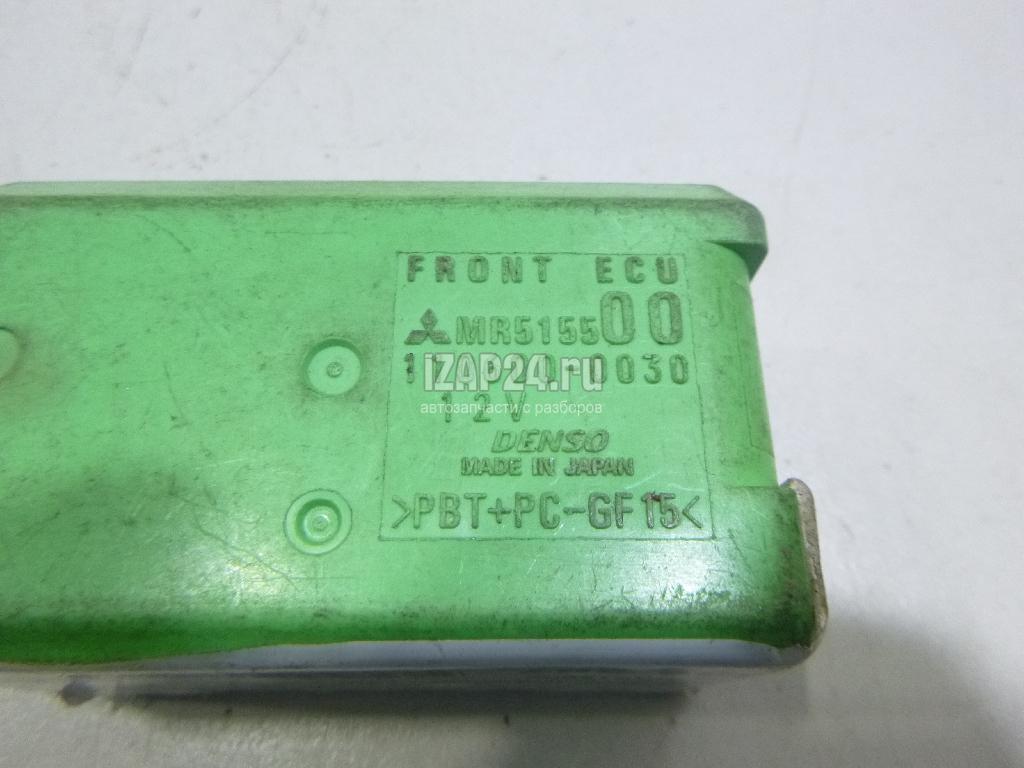 FRONT ECU
MR515500
12V
DENSO
MADE IN JAPAN
>PBT+PC-GF15<
iZAP24.ru
автозапчасти с разборов